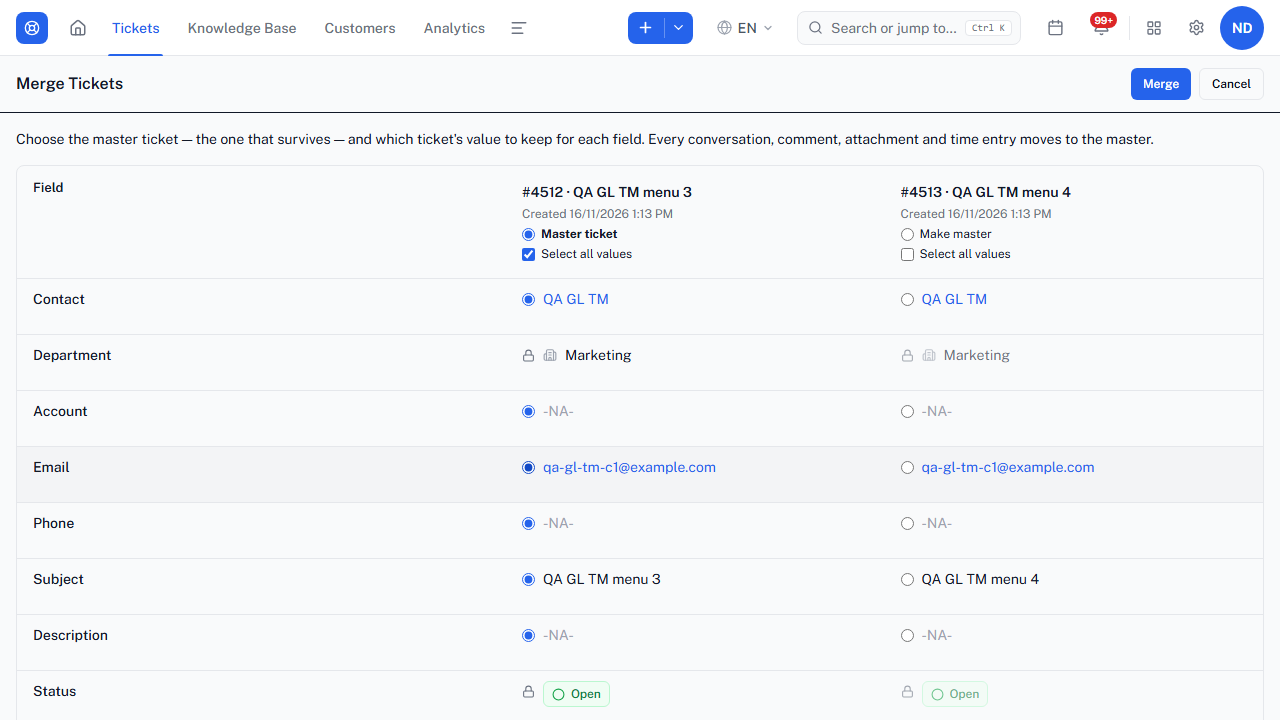 Tickets Knowledge Base Customers Analytics EN Search or jump to... Ctrl K 99+ ND
Merge Tickets Merge Cancel
Choose the master ticket — the one that survives — and which ticket's value to keep for each field. Every conversation, comment, attachment and time entry moves to the master.
Field
#4512 · QA GL TM menu 3 #4513 · QA GL TM menu 4
Created 16/11/2026 1:13 PM Created 16/11/2026 1:13 PM
Master ticket Make master
Select all values Select all values
Contact QA GL TM QA GL TM
Department Marketing Marketing
Account -NA- -NA-
Email qa-gl-tm-c1@example.com qa-gl-tm-c1@example.com
Phone -NA- -NA-
Subject QA GL TM menu 3 QA GL TM menu 4
Description -NA- -NA-
Status Open Open